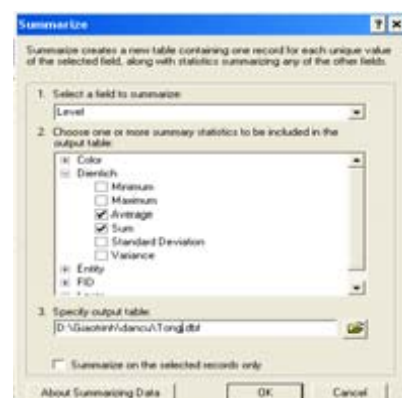 Summarize
Summarize creates a new table containing one record for each unique value
of the selected field, along with statistics summarizing any of the other fields.
1. Select a field to summarize:
Level
2. Choose one or more summary statistics to be included in the
output table:
Color
Dientich
Minimum
Maximum
Average
Sum
Standard Deviation
Variance
Entity
FID
3. Specify output table:
D:\Giaotrinh\dancu\Tong.dbf
Summarize on the selected records only
About Summarizing Data
OK
Cancel